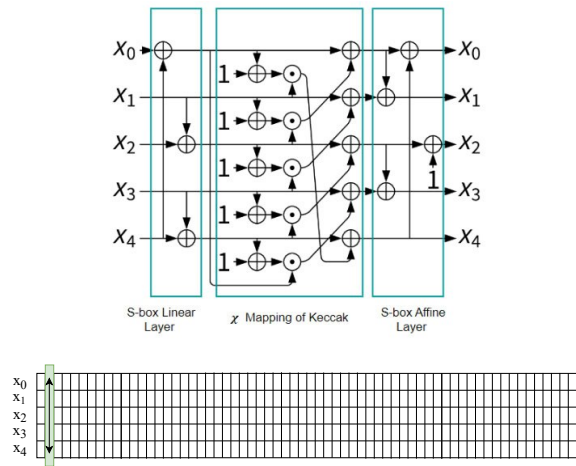 X0 X0
1
X1 X1
1
X2 X2
1
1
X3 X3
1
X4 X4
1
S-box Linear Layer
χ Mapping of Keccak
S-box Affine Layer
x0
x1
x2
x3
x4